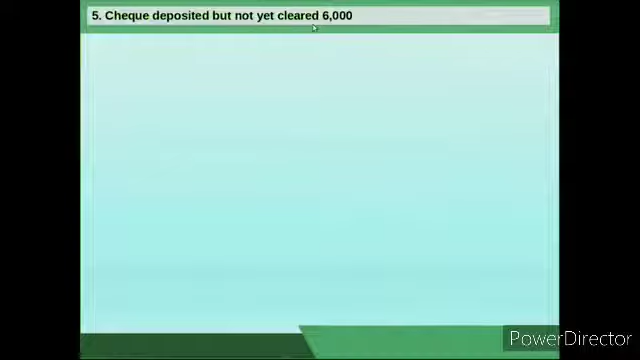 5. Cheque deposited but not yet cleared 6,000
PowerDirector